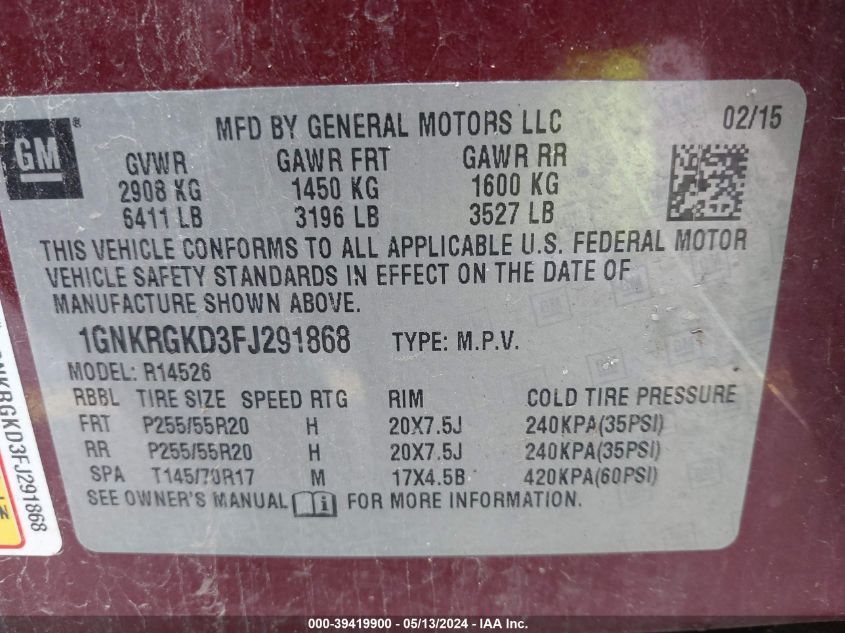 GM®
MFD BY GENERAL MOTORS LLC 02/15
GVWR GAWR FRT GAWR RR
2908 KG 1450 KG 1600 KG
6411 LB 3196 LB 3527 LB
THIS VEHICLE CONFORMS TO ALL APPLICABLE U.S. FEDERAL MOTOR
VEHICLE SAFETY STANDARDS IN EFFECT ON THE DATE OF
MANUFACTURE SHOWN ABOVE.
1GNKRGKD3FJ291868 TYPE: M.P.V.
MODEL: R14526
RBBL TIRE SIZE SPEED RTG RIM COLD TIRE PRESSURE
FRT P255/55R20 H 20X7.5J 240KPA(35PSI)
RR P255/55R20 H 20X7.5J 240KPA(35PSI)
SPA T145/70R17 M 17X4.5B 420KPA(60PSI)
SEE OWNER'S MANUAL i FOR MORE INFORMATION.
NKRGKD3FJ291868
000-39419900 - 05/13/2024 - IAA, Inc.